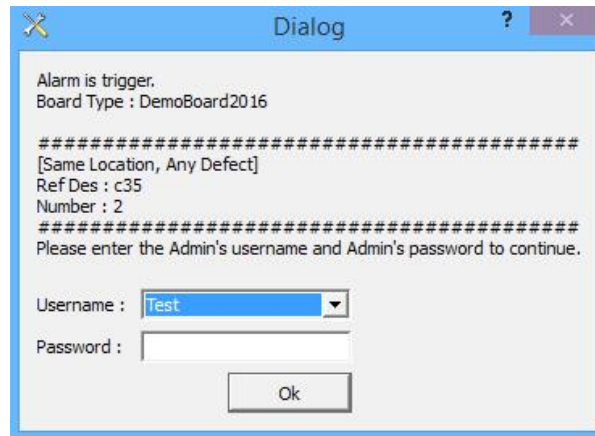 Dialog ?
Alarm is trigger.
Board Type : DemoBoard2016
##########################################
[Same Location, Any Defect]
Ref Des : c35
Number : 2
##########################################
Please enter the Admin's username and Admin's password to continue.
Username : Test
Password :
Ok